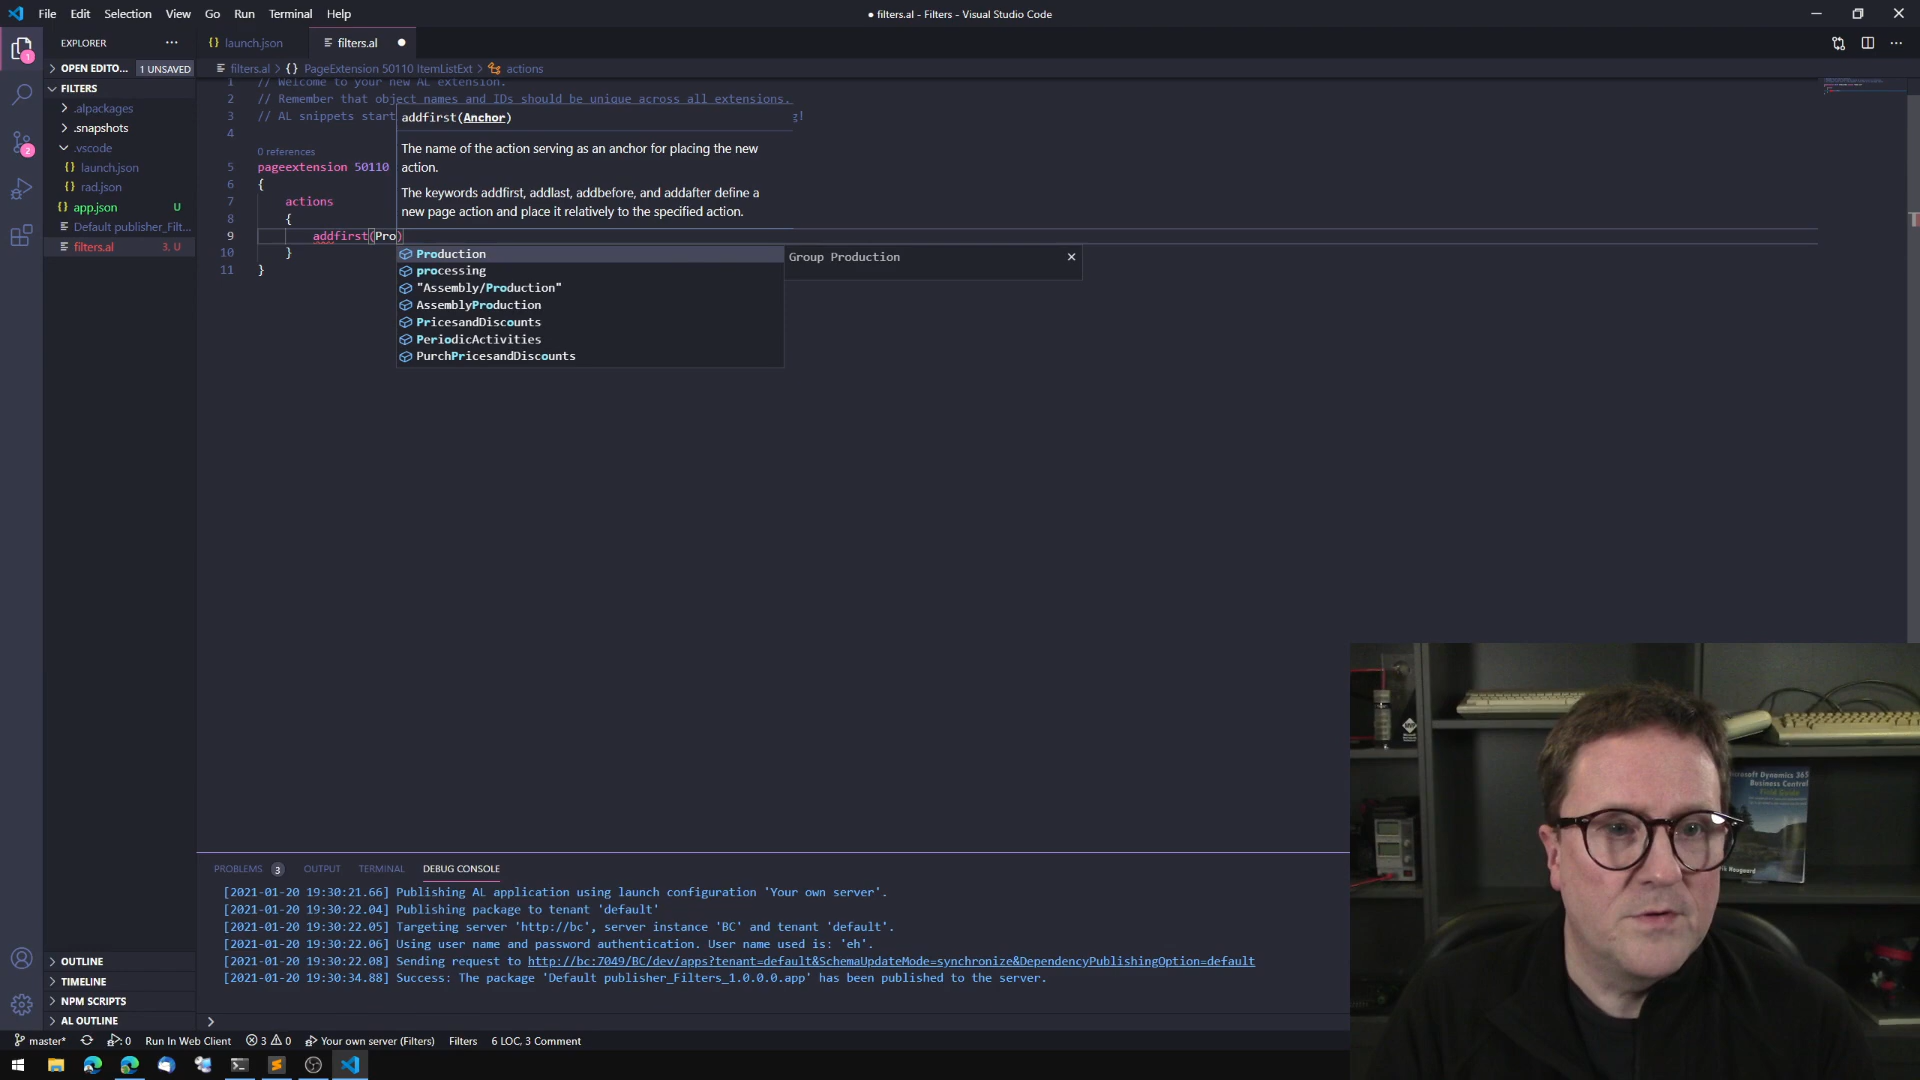 File Edit Selection View Go Run Terminal Help
● filters.al - Filters - Visual Studio Code
EXPLORER
OPEN EDITO... 1 UNSAVED
FILTERS
.alpackages
.snapshots
.vscode
launch.json
rad.json
app.json U
Default publisher_Filt...
filters.al 3, U
OUTLINE
TIMELINE
NPM SCRIPTS
AL OUTLINE
launch.json filters.al
filters.al > {} PageExtension 50110 ItemListExt > actions
1 // Welcome to your new AL extension.
2 // Remember that object names and IDs should be unique across all extensions.
3 // AL snippets start g!
4
0 references
5 pageextension 50110
6 {
7 actions
8 {
9 addfirst(Pro)
10 }
11 }
addfirst(Anchor)
The name of the action serving as an anchor for placing the new
action.
The keywords addfirst, addlast, addbefore, and addafter define a
new page action and place it relatively to the specified action.
Production
processing
"Assembly/Production"
AssemblyProduction
PricesandDiscounts
PeriodicActivities
PurchPricesandDiscounts
Group Production
PROBLEMS 3 OUTPUT TERMINAL DEBUG CONSOLE
[2021-01-20 19:30:21.66] Publishing AL application using launch configuration 'Your own server'.
[2021-01-20 19:30:22.04] Publishing package to tenant 'default'
[2021-01-20 19:30:22.05] Targeting server 'http://bc', server instance 'BC' and tenant 'default'.
[2021-01-20 19:30:22.06] Using user name and password authentication. User name used is: 'eh'.
[2021-01-20 19:30:22.08] Sending request to http://bc:7049/BC/dev/apps?tenant=default&SchemaUpdateMode=synchronize&DependencyPublishingOption=default
[2021-01-20 19:30:34.88] Success: The package 'Default publisher_Filters_1.0.0.0.app' has been published to the server.
>
Dynamics 365
Business Central
Field Guide
Hougaard
1
2
master* 0 Run In Web Client 3 0 Your own server (Filters) Filters 6 LOC, 3 Comment